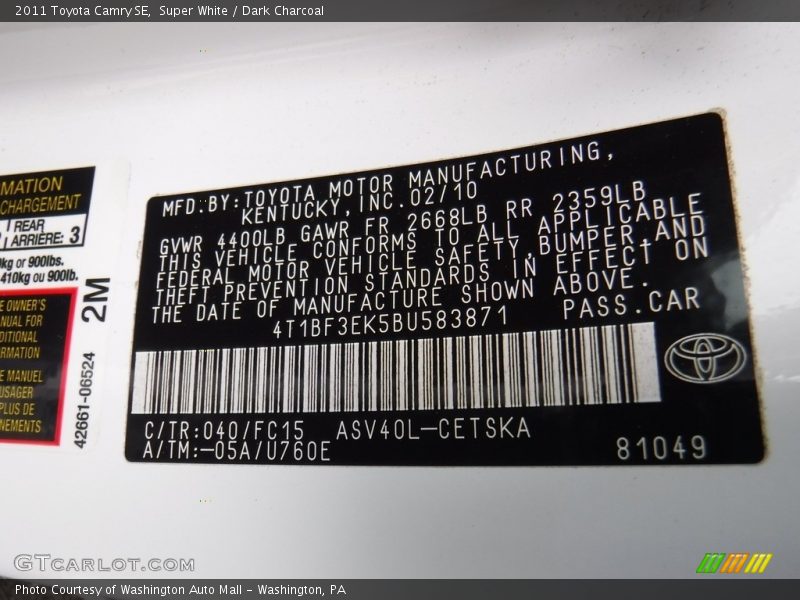 2011 Toyota Camry SE,  Super White / Dark Charcoal
MATION
CHARGEMENT
REAR
ARRIÈRE: 3
kg or 900lbs.
410kg ou 900lb.
E OWNER'S
ANUAL FOR
DITIONAL
ORMATION
E MANUEL
USAGER
PLUS DE
NEMENTS
2M
42661-06524
MFD.BY:TOYOTA MOTOR MANUFACTURING,
KENTUCKY,INC.02/10
GVWR 4400LB GAWR FR 2668LB RR 2359LB
THIS VEHICLE CONFORMS TO ALL APPLICABLE
FEDERAL MOTOR VEHICLE SAFETY,BUMPER,AND
THEFT PREVENTION STANDARDS IN EFFECT ON
THE DATE OF MANUFACTURE SHOWN ABOVE.
4T1BF3EK5BU583871 PASS.CAR
C/TR:040/FC15 ASV40L-CETSKA
A/TM:-05A/U760E
81049
GTCARLOT.COM
Photo Courtesy of Washington Auto Mall - Washington, PA